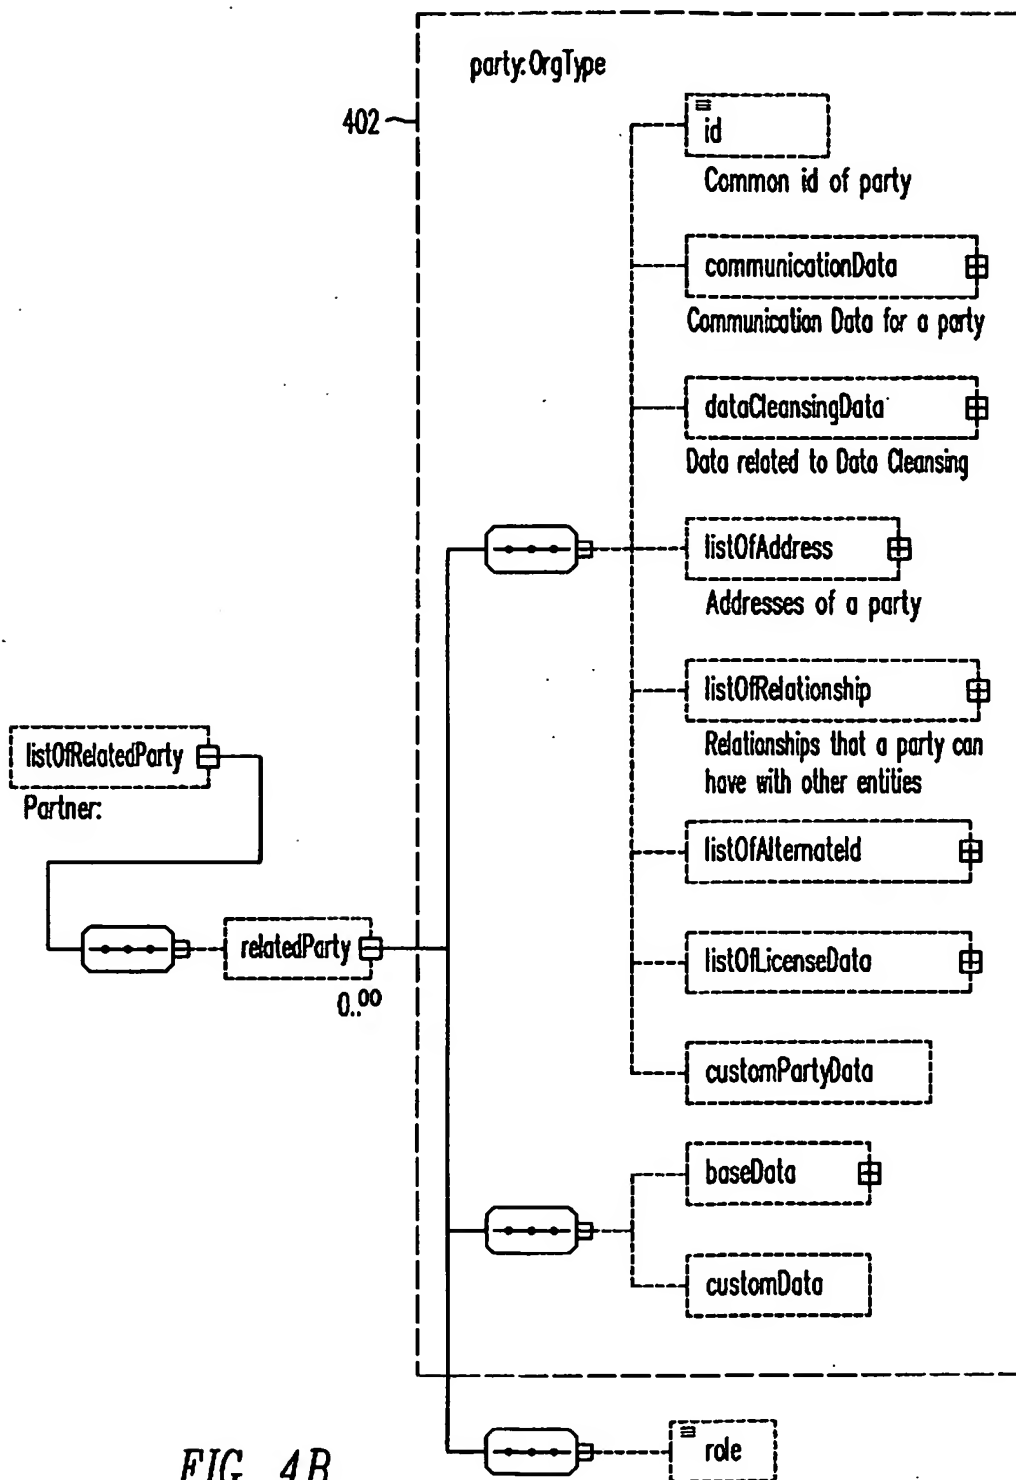 party:OrgType
402
id
Common id of party
communicationData
Communication Data for a party
dataCleansingData
Data related to Data Cleansing
listOfAddress
Addresses of a party
listOfRelationship
Relationships that a party can
have with other entities
listOfRelatedParty
Partner:
listOfAlternateId
relatedParty
0..∞
listOfLicenseData
customPartyData
baseData
customData
role
FIG. 4B